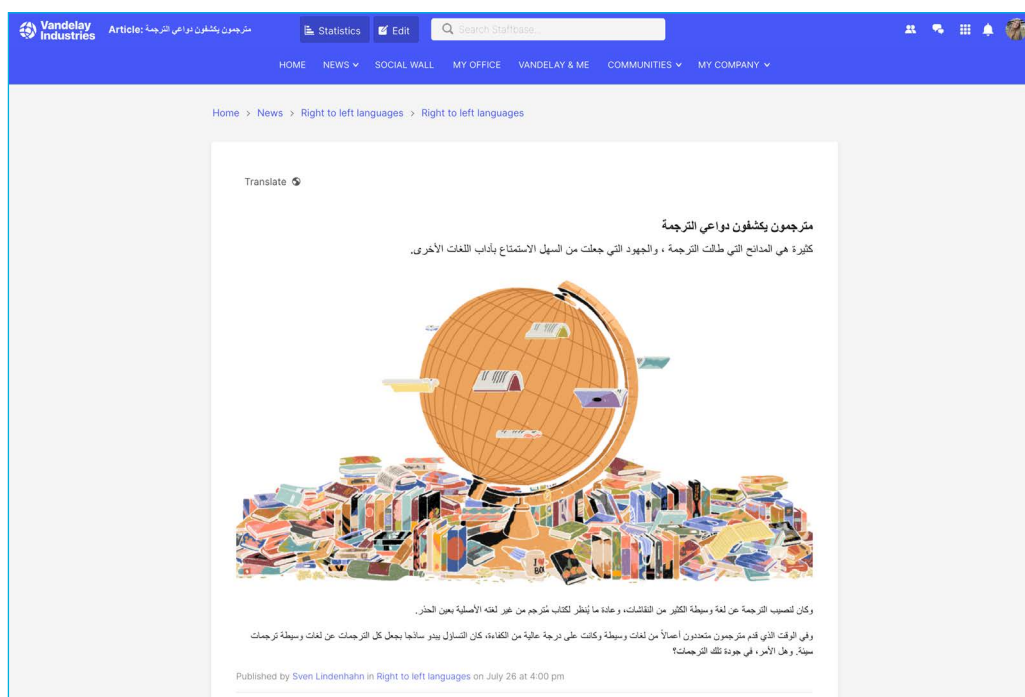 Vandelay
Industries
Article: مترجمون يكشفون دواعي الترجمة
Statistics
Edit
Search Staffbase...
HOME NEWS SOCIAL WALL MY OFFICE VANDELAY & ME COMMUNITIES MY COMPANY
Home > News > Right to left languages > Right to left languages
Translate
مترجمون يكشفون دواعي الترجمة
كثيرة هي المدائح التي طالت الترجمة ، والجهود التي جعلت من السهل الاستمتاع بآداب اللغات الأخرى.
I
BO
وكان لنصيب الترجمة عن لغة وسيطة الكثير من النقاشات، وعادة ما يُنظر لكتاب مُترجم من غير لغته الأصلية بعين الحذر.
وفي الوقت الذي قدم مترجمون متعددون أعمالاً من لغات وسيطة وكانت على درجة عالية من الكفاءة، كان التساؤل يبدو ساذجا بجعل كل الترجمات عن لغات وسيطة ترجمات
سيئة. وهل الأمر، في جودة تلك الترجمات؟
Published by Sven Lindenhahn in Right to left languages on July 26 at 4:00 pm